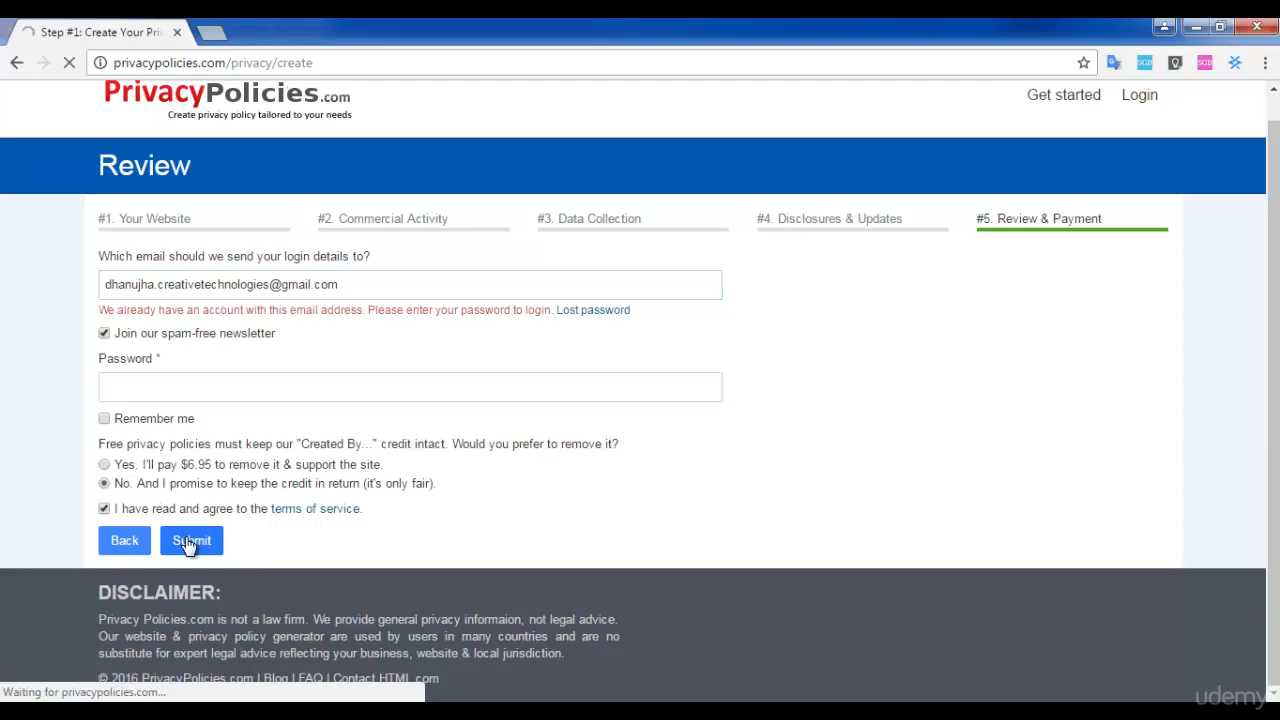 Step #1: Create Your Pri
privacypolicies.com/privacy/create
PrivacyPolicies.com
Create privacy policy tailored to your needs
Get started Login
Review
#1. Your Website #2. Commercial Activity #3. Data Collection #4. Disclosures & Updates #5. Review & Payment
Which email should we send your login details to?
dhanujha.creativetechnologies@gmail.com
We already have an account with this email address. Please enter your password to login. Lost password
Join our spam-free newsletter
Password *
Remember me
Free privacy policies must keep our "Created By..." credit intact. Would you prefer to remove it?
Yes. I'll pay $6.95 to remove it & support the site.
No. And I promise to keep the credit in return (it's only fair).
I have read and agree to the terms of service.
Back Submit
DISCLAIMER:
Privacy Policies.com is not a law firm. We provide general privacy informaion, not legal advice.
Our website & privacy policy generator are used by users in many countries and are no
substitute for expert legal advice reflecting your business, website & local jurisdiction.
© 2016 PrivacyPolicies.com | Blog | FAQ | Contact HTML.com
Waiting for privacypolicies.com...
udemy